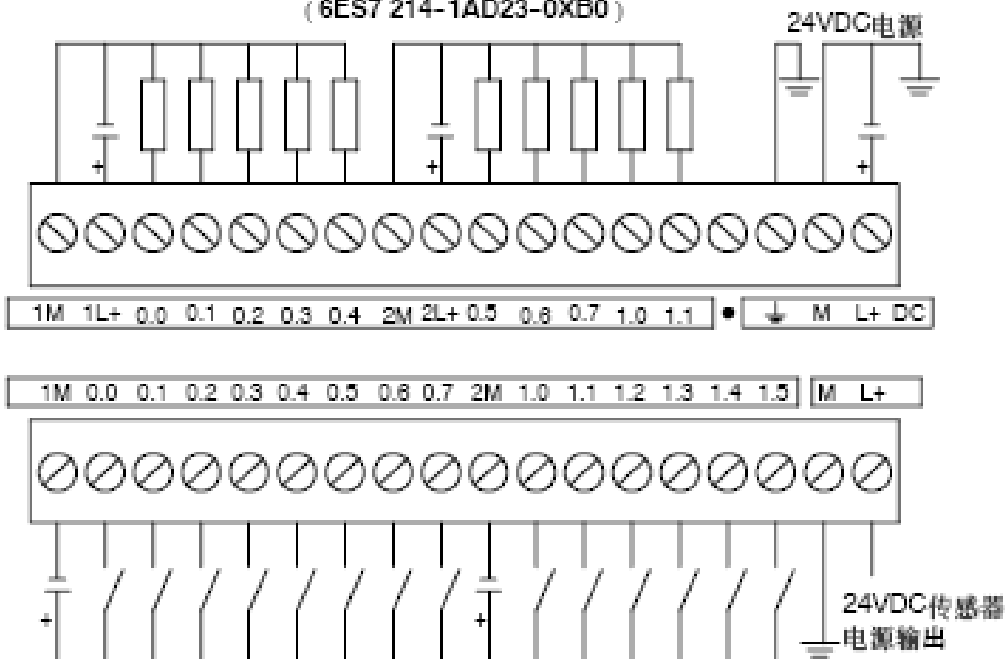 (6ES7 214-1AD23-0XB0)
24VDC电源
+ + +
1M 1L+ 0.0 0.1 0.2 0.3 0.4 2M 2L+ 0.5 0.6 0.7 1.0 1.1 M L+ DC
1M 0.0 0.1 0.2 0.3 0.4 0.5 0.6 0.7 2M 1.0 1.1 1.2 1.3 1.4 1.5 M L+
+ +
24VDC传感器
电源输出